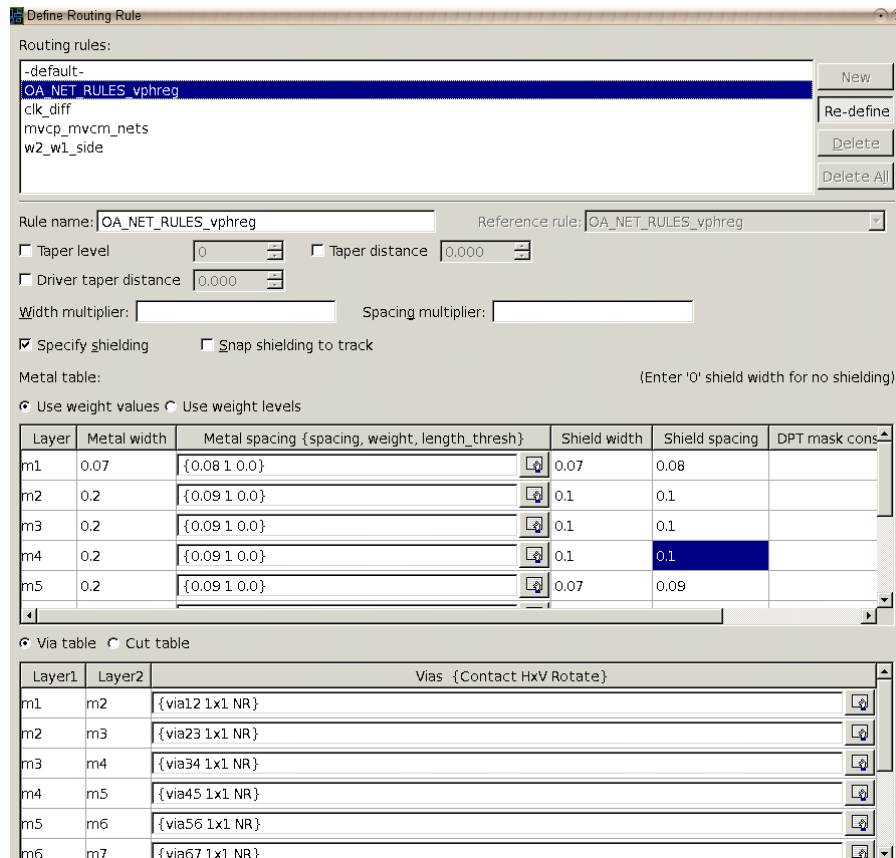 Define Routing Rule
Routing rules:
-default-
OA_NET_RULES_vphreg
clk_diff
mvcp_mvcm_nets
w2_w1_side
New
Re-define
Delete
Delete All
Rule name: OA_NET_RULES_vphreg Reference rule: OA_NET_RULES_vphreg
Taper level 0 Taper distance 0.000
Driver taper distance 0.000
Width multiplier: Spacing multiplier:
Specify shielding Snap shielding to track
Metal table: (Enter '0' shield width for no shielding)
Use weight values Use weight levels
Layer Metal width Metal spacing {spacing, weight, length_thresh} Shield width Shield spacing DPT mask cons
m1 0.07 {0.08 1 0.0} 0.07 0.08
m2 0.2 {0.09 1 0.0} 0.1 0.1
m3 0.2 {0.09 1 0.0} 0.1 0.1
m4 0.2 {0.09 1 0.0} 0.1 0.1
m5 0.2 {0.09 1 0.0} 0.07 0.09
Via table Cut table
Layer1 Layer2 Vias {Contact HxV Rotate}
m1 m2 {via12 1x1 NR}
m2 m3 {via23 1x1 NR}
m3 m4 {via34 1x1 NR}
m4 m5 {via45 1x1 NR}
m5 m6 {via56 1x1 NR}
m6 m7 {via67 1x1 NR}